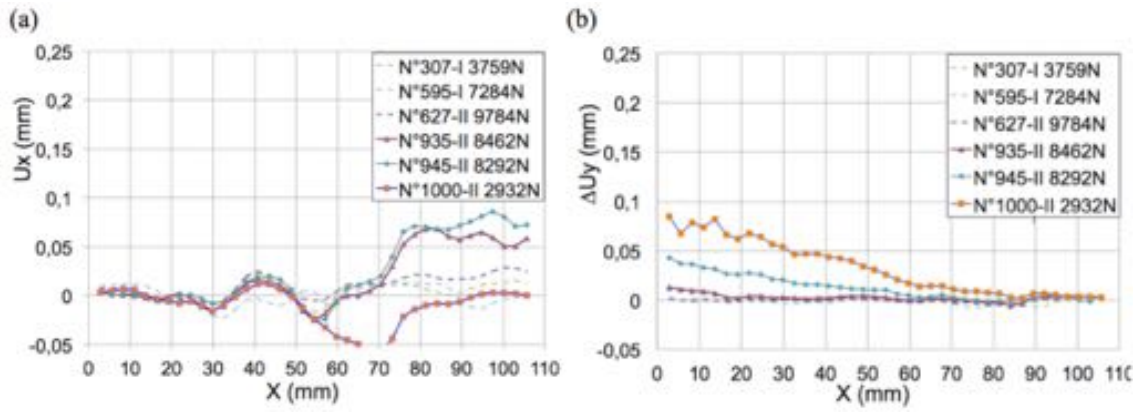 (a)
0,25
0,2
0,15
0,1
0,05
0
-0,05
Ux (mm)
N°307-I 3759N
N°595-I 7284N
N°627-II 9784N
N°935-II 8462N
N°945-II 8292N
N°1000-II 2932N
0 10 20 30 40 50 60 70 80 90 100 110
X (mm)
(b)
0,25
0,2
0,15
0,1
0,05
0
-0,05
ΔUy (mm)
N°307-I 3759N
N°595-I 7284N
N°627-II 9784N
N°935-II 8462N
N°945-II 8292N
N°1000-II 2932N
0 10 20 30 40 50 60 70 80 90 100 110
X (mm)